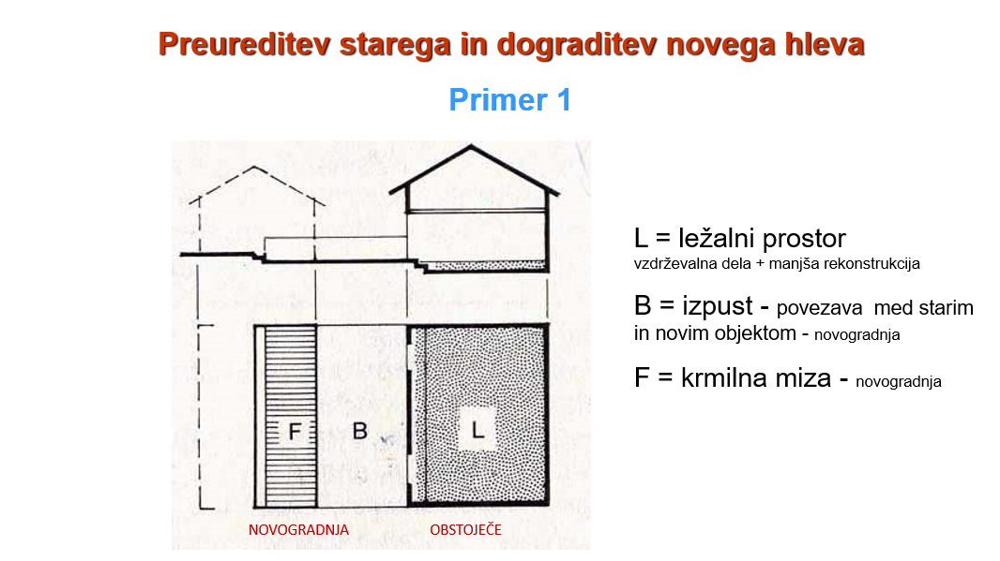 Preureditev starega in dograditev novega hleva
Primer 1
F
B
L
NOVOGRADNJA
OBSTOJEČE
L = ležalni prostor
vzdrževalna dela + manjša rekonstrukcija
B = izpust - povezava med starim
in novim objektom - novogradnja
F = krmilna miza - novogradnja